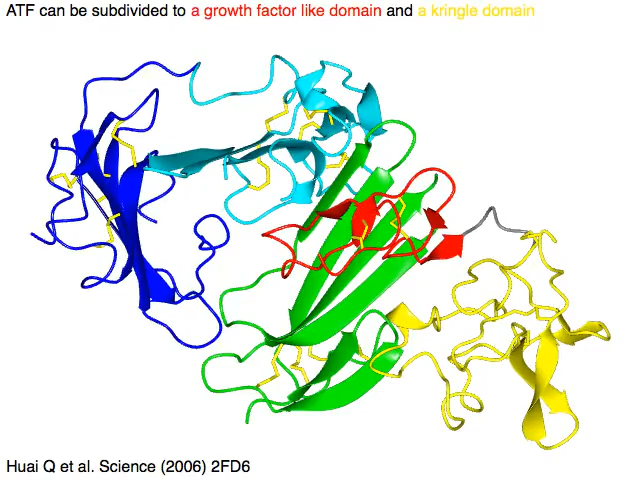 ATF can be subdivided to a growth factor like domain and a kringle domain
Huai Q et al. Science (2006) 2FD6